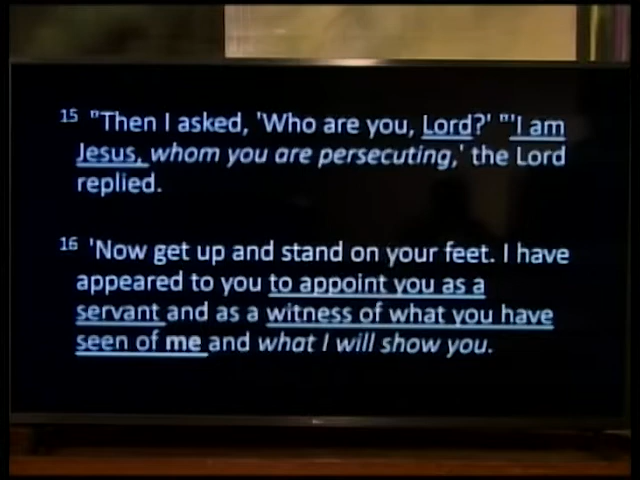 15 "Then I asked, 'Who are you, Lord?' "'I am
Jesus, whom you are persecuting,' the Lord
replied.
16 'Now get up and stand on your feet. I have
appeared to you to appoint you as a
servant and as a witness of what you have
seen of me and what I will show you.